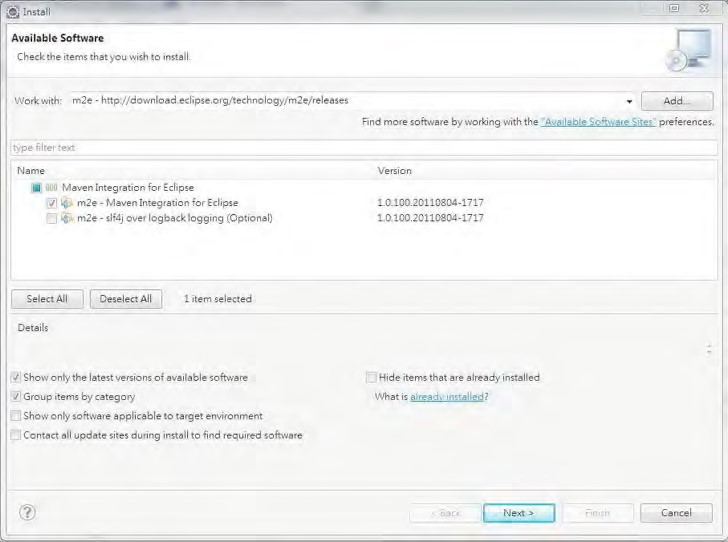 Install
Available Software
Check the items that you wish to install.
Work with: m2e - http://download.eclipse.org/technology/m2e/releases Add...
Find more software by working with the "Available Software Sites" preferences.
type filter text
Name Version
Maven Integration for Eclipse
m2e - Maven Integration for Eclipse 1.0.100.20110804-1717
m2e - slf4j over logback logging (Optional) 1.0.100.20110804-1717
Select All Deselect All 1 item selected
Details
Show only the latest versions of available software Hide items that are already installed
Group items by category What is already installed?
Show only software applicable to target environment
Contact all update sites during install to find required software
? < Back Next > Finish Cancel